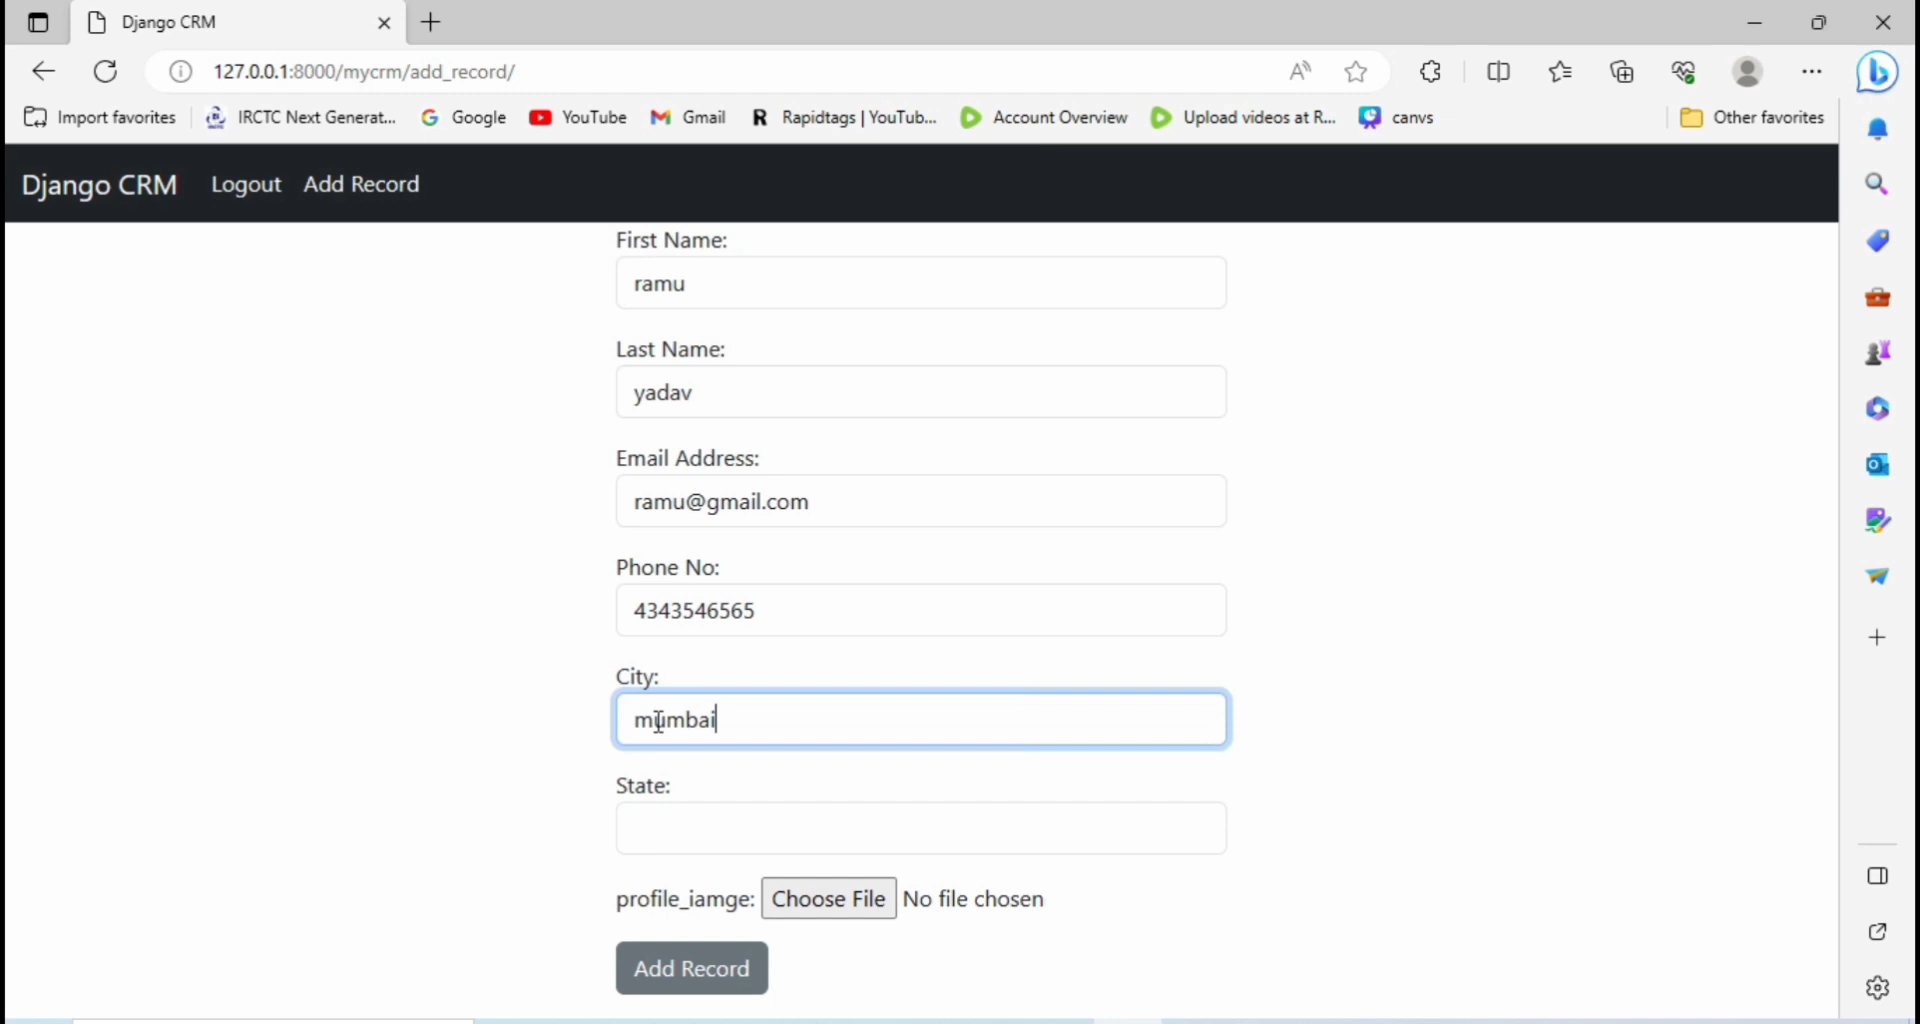 Django CRM
127.0.0.1:8000/mycrm/add_record/
Import favorites IRCTC Next Generat... Google YouTube Gmail Rapidtags | YouTub... Account Overview Upload videos at R... canvs Other favorites
Django CRM Logout Add Record
First Name:
ramu
Last Name:
yadav
Email Address:
ramu@gmail.com
Phone No:
4343546565
City:
mumbai
State:
profile_iamge: Choose File No file chosen
Add Record